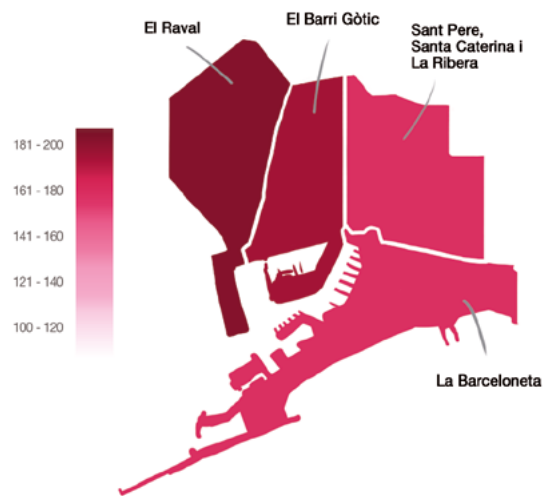 El Raval
El Barri Gòtic
Sant Pere,
Santa Caterina i
La Ribera
181 - 200
161 - 180
141 - 160
121 - 140
100 - 120
La Barceloneta